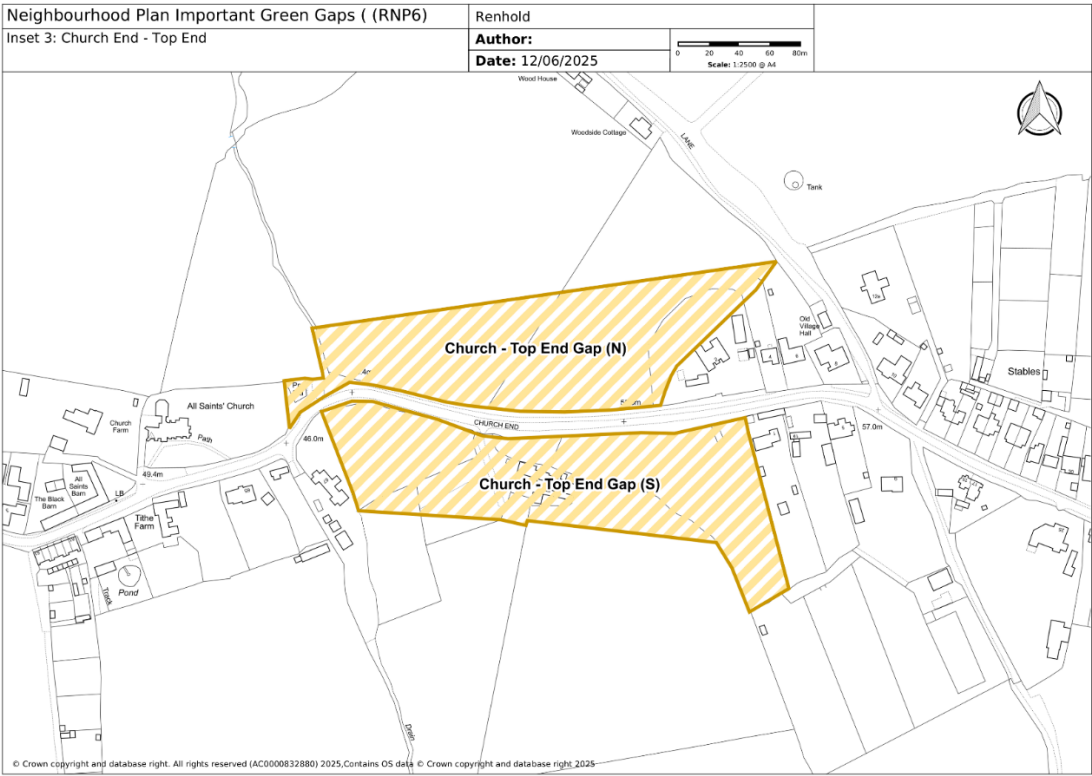 Neighbourhood Plan Important Green Gaps ( (RNP6)
Inset 3: Church End - Top End
Renhold
Author:
Date: 12/06/2025
0 20 40 60 80m
Scale: 1:2500 @ A4
Wood House
Woodside Cottage
LANE
Tank
Old
Village
Hall
Stables
Church - Top End Gap (N)
All Saints' Church
Church
Farm
Path
CHURCH END
46.0m
57.0m
49.4m
All
Saints
Barn
The Black
Barn
LB
Tithe
Farm
Church - Top End Gap (S)
Track
Pond
Drain
© Crown copyright and database right. All rights reserved (AC0000832880) 2025,Contains OS data © Crown copyright and database right 2025